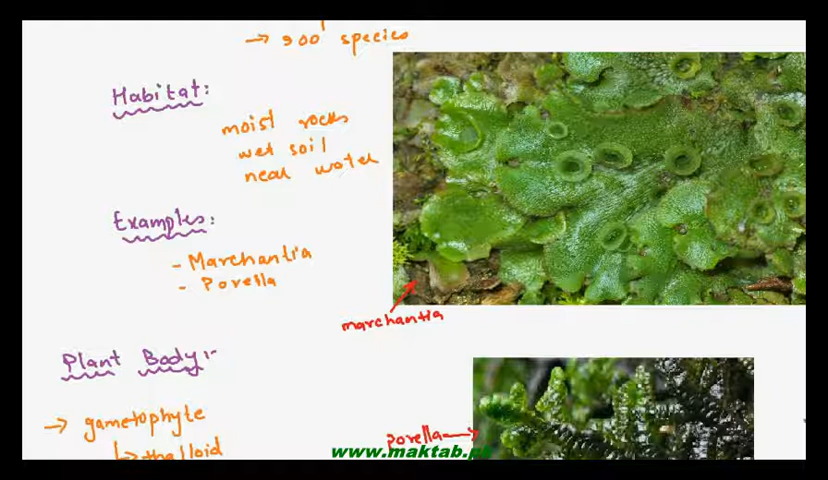 → 900 species
Habitat:
moist rocks
wet soil
near water
Examples:
- Marchantia
- Porella
marchantia
Plant Body:-
→ gametophyte
porella
↳ thalloid
www.maktab.p